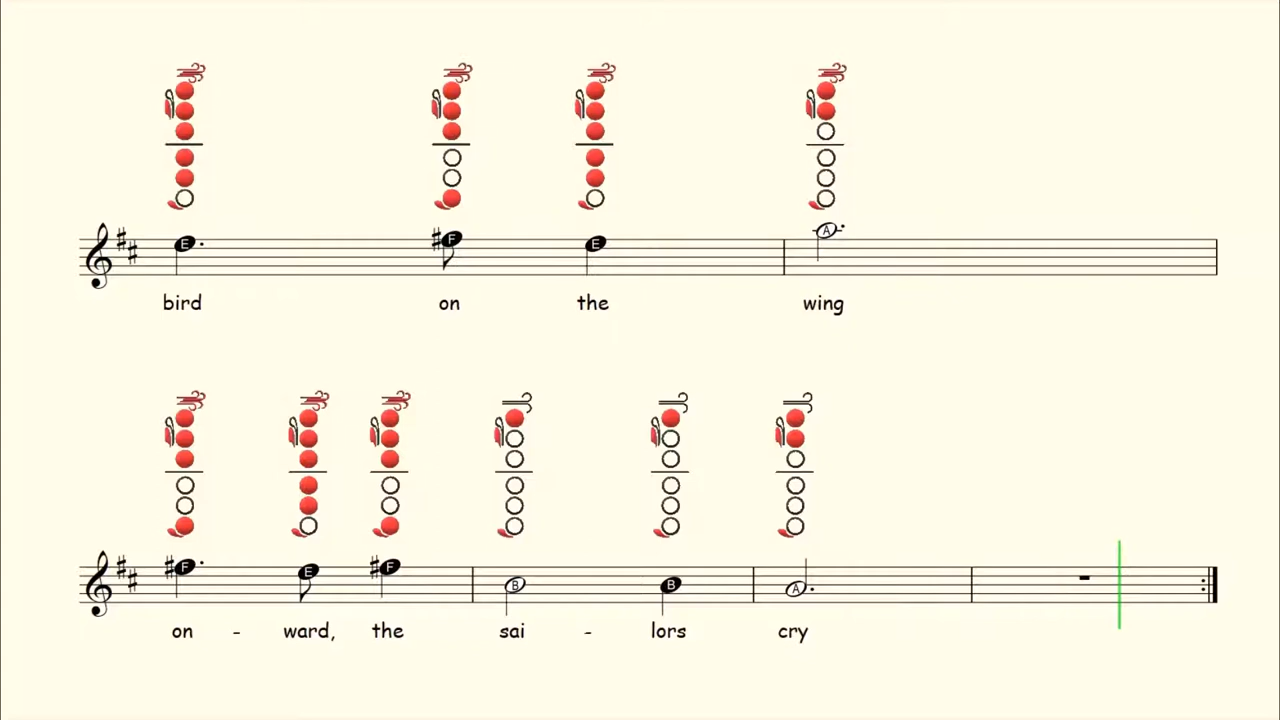 E F E A
bird on the wing
F E F B B A
on - ward, the sai - lors cry